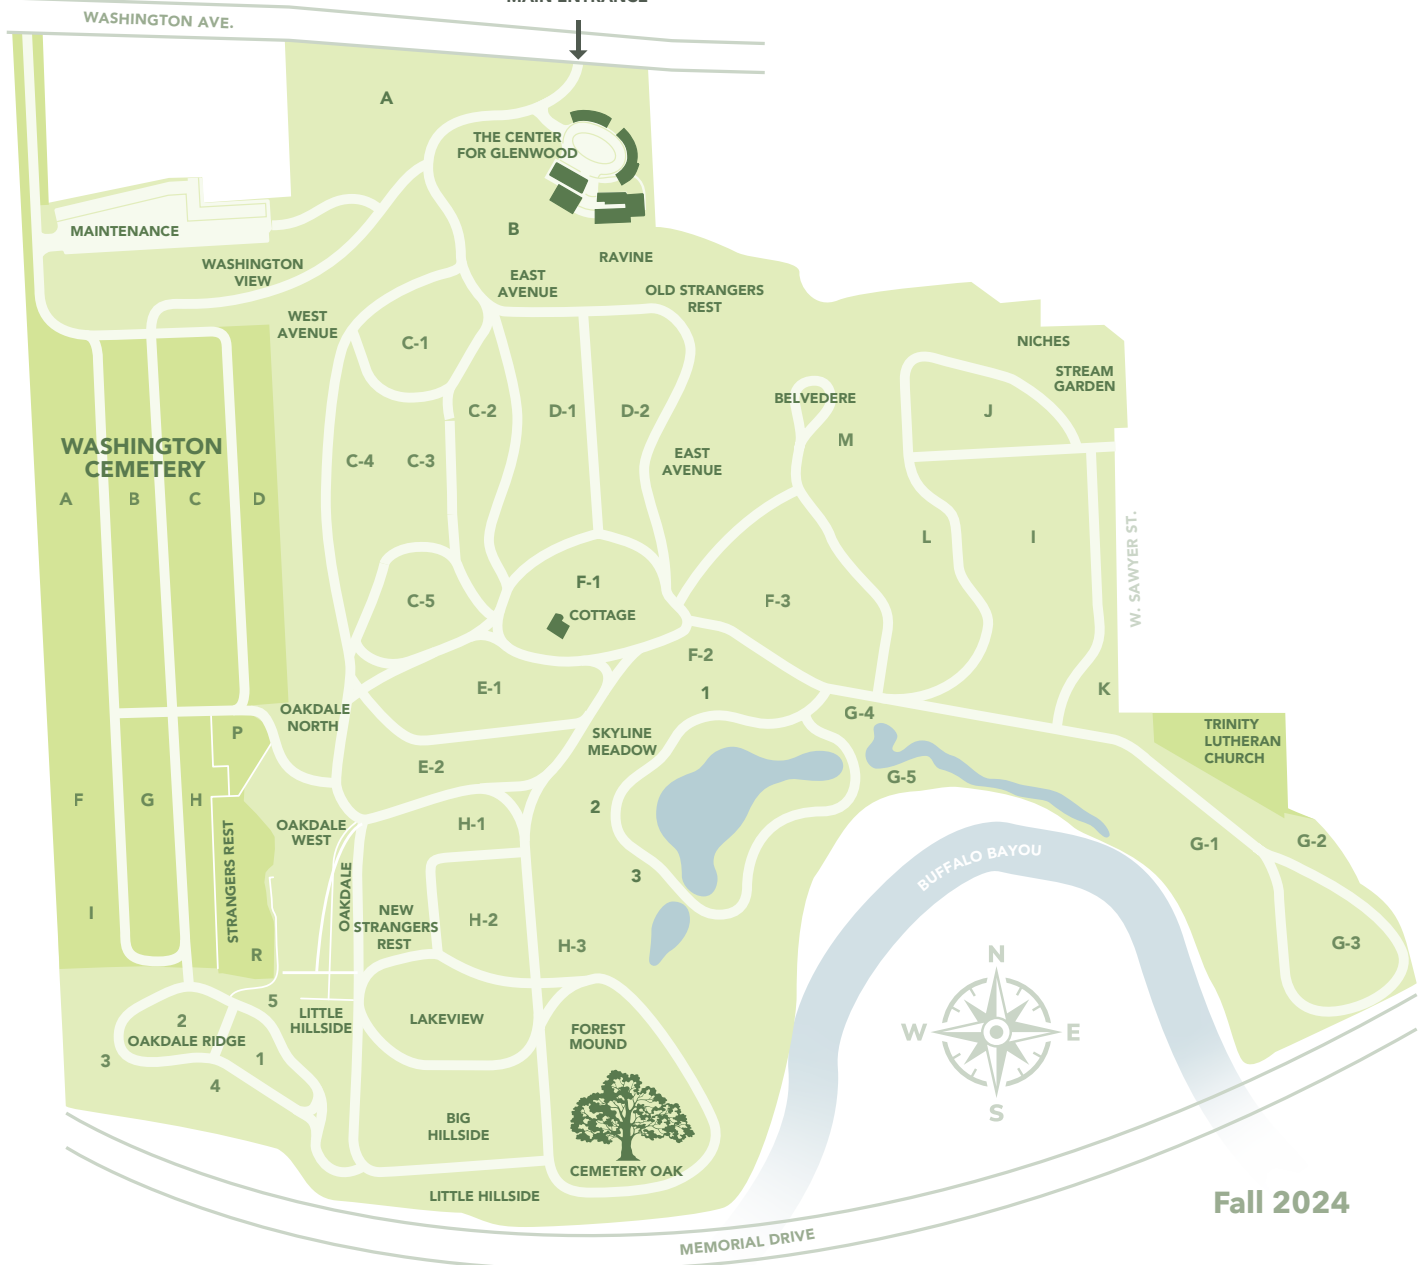 MAIN ENTRANCE
WASHINGTON AVE.
A
THE CENTER
FOR GLENWOOD
MAINTENANCE
B
RAVINE
WASHINGTON
VIEW
EAST
AVENUE
OLD STRANGERS
REST
WEST
AVENUE
C-1
NICHES
STREAM
GARDEN
BELVEDERE
C-2
D-1
D-2
J
M
WASHINGTON
CEMETERY
C-4
C-3
EAST
AVENUE
A
B
C
D
L
I
W. SAWYER ST.
F-1
COTTAGE
C-5
F-3
F-2
E-1
1
K
OAKDALE
NORTH
G-4
P
SKYLINE
MEADOW
TRINITY
LUTHERAN
CHURCH
E-2
G-5
F
G
H
2
OAKDALE
WEST
H-1
STRANGERS REST
OAKDALE
3
BUFFALO BAYOU
G-1
G-2
I
NEW
STRANGERS
REST
H-2
H-3
G-3
R
N
5
LITTLE
HILLSIDE
LAKEVIEW
2
OAKDALE RIDGE
FOREST
MOUND
W
E
3
1
4
S
BIG
HILLSIDE
CEMETERY OAK
LITTLE HILLSIDE
Fall 2024
MEMORIAL DRIVE